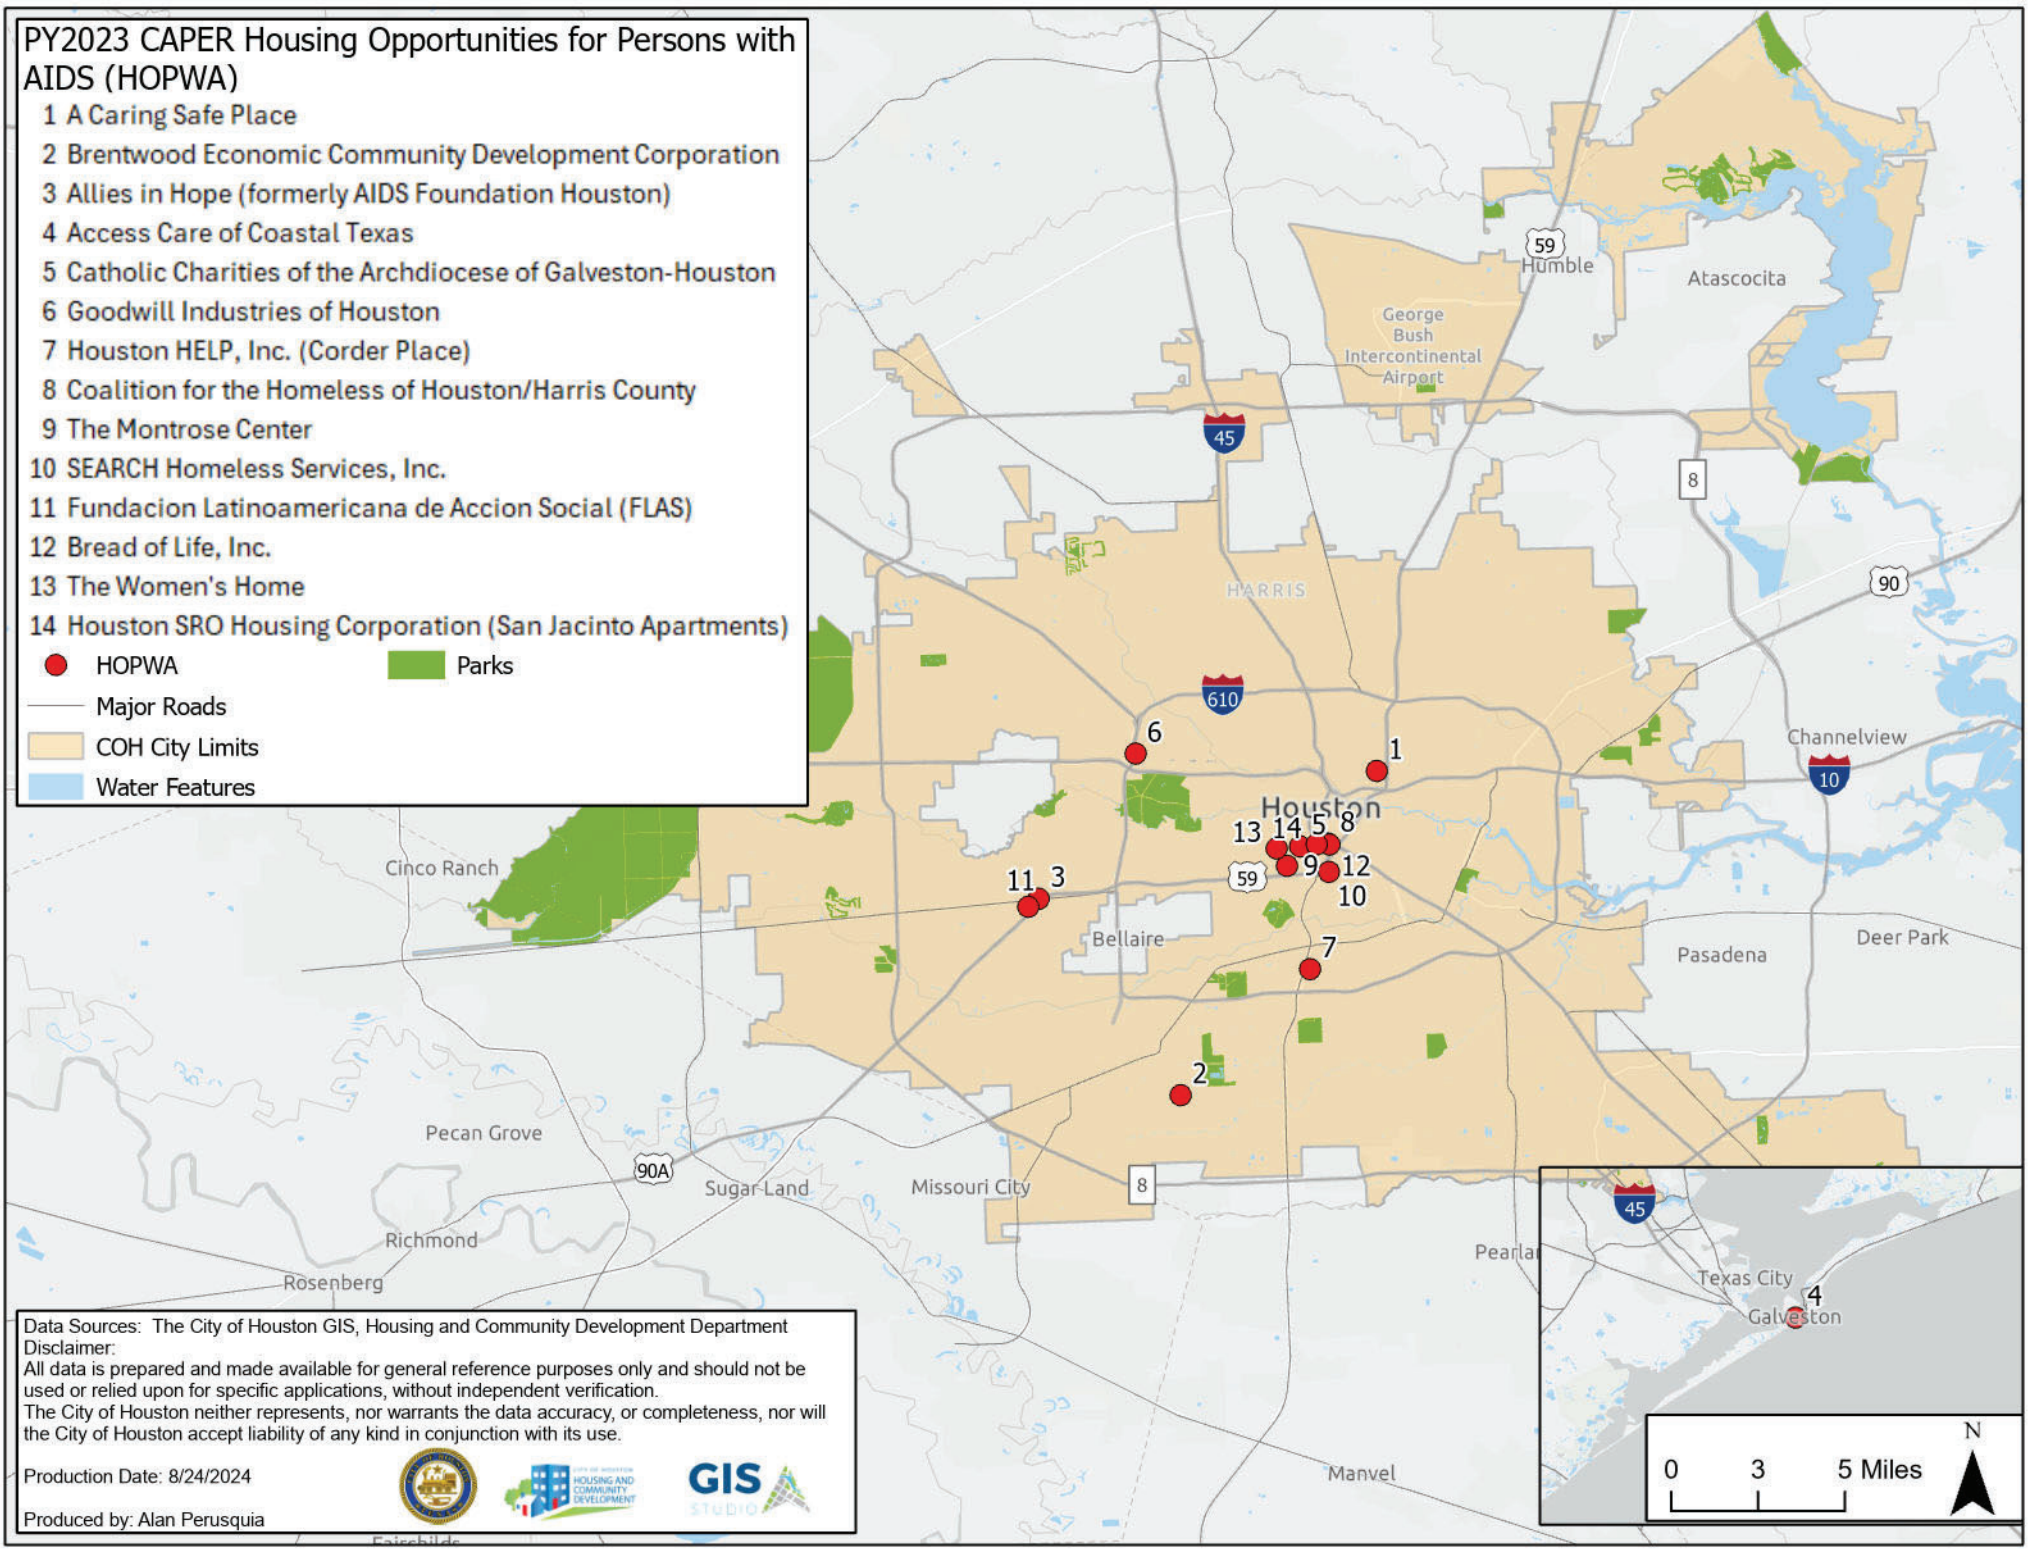 PY2023 CAPER Housing Opportunities for Persons with
AIDS (HOPWA)
1 A Caring Safe Place
2 Brentwood Economic Community Development Corporation
3 Allies in Hope (formerly AIDS Foundation Houston)
4 Access Care of Coastal Texas
5 Catholic Charities of the Archdiocese of Galveston-Houston
6 Goodwill Industries of Houston
7 Houston HELP, Inc. (Corder Place)
8 Coalition for the Homeless of Houston/Harris County
9 The Montrose Center
10 SEARCH Homeless Services, Inc.
11 Fundacion Latinoamericana de Accion Social (FLAS)
12 Bread of Life, Inc.
13 The Women's Home
14 Houston SRO Housing Corporation (San Jacinto Apartments)
HOPWA
Parks
Major Roads
COH City Limits
Water Features
59
Humble
Atascocita
George
Bush
Intercontinental
Airport
45
8
90
HARRIS
610
6
1
Channelview
10
Houston
13 14 5 8
9 12
10
59
Cinco Ranch
11 3
Bellaire
7
Pasadena
Deer Park
2
Pecan Grove
90A
Sugar Land
Missouri City
8
Richmond
Rosenberg
Pearla
45
Texas City
4
Galveston
Manvel
0 3 5 Miles
N
Data Sources: The City of Houston GIS, Housing and Community Development Department
Disclaimer:
All data is prepared and made available for general reference purposes only and should not be
used or relied upon for specific applications, without independent verification.
The City of Houston neither represents, nor warrants the data accuracy, or completeness, nor will
the City of Houston accept liability of any kind in conjunction with its use.
Production Date: 8/24/2024
Produced by: Alan Perusquia
CITY OF HOUSTON
HOUSING AND
COMMUNITY
DEVELOPMENT
GIS
STUDIO